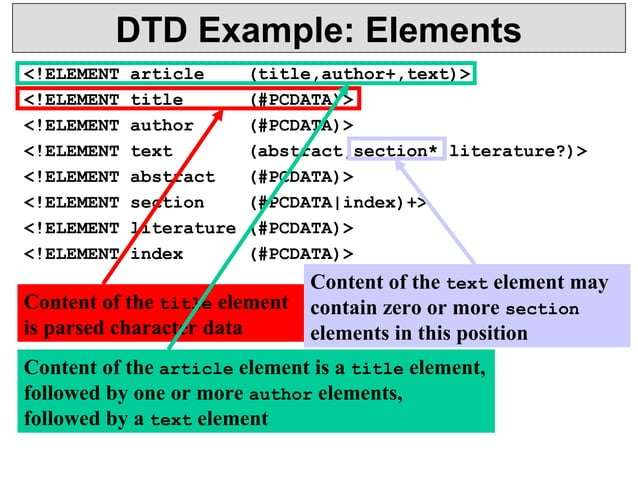 DTD Example: Elements
<!ELEMENT article (title,author+,text)>
<!ELEMENT title (#PCDATA)>
<!ELEMENT author (#PCDATA)>
<!ELEMENT text (abstract,section* literature?)>
<!ELEMENT abstract (#PCDATA)>
<!ELEMENT section (#PCDATA|index)+>
<!ELEMENT literature (#PCDATA)>
<!ELEMENT index (#PCDATA)>
Content of the title element
is parsed character data
Content of the text element may
contain zero or more section
elements in this position
Content of the article element is a title element,
followed by one or more author elements,
followed by a text element